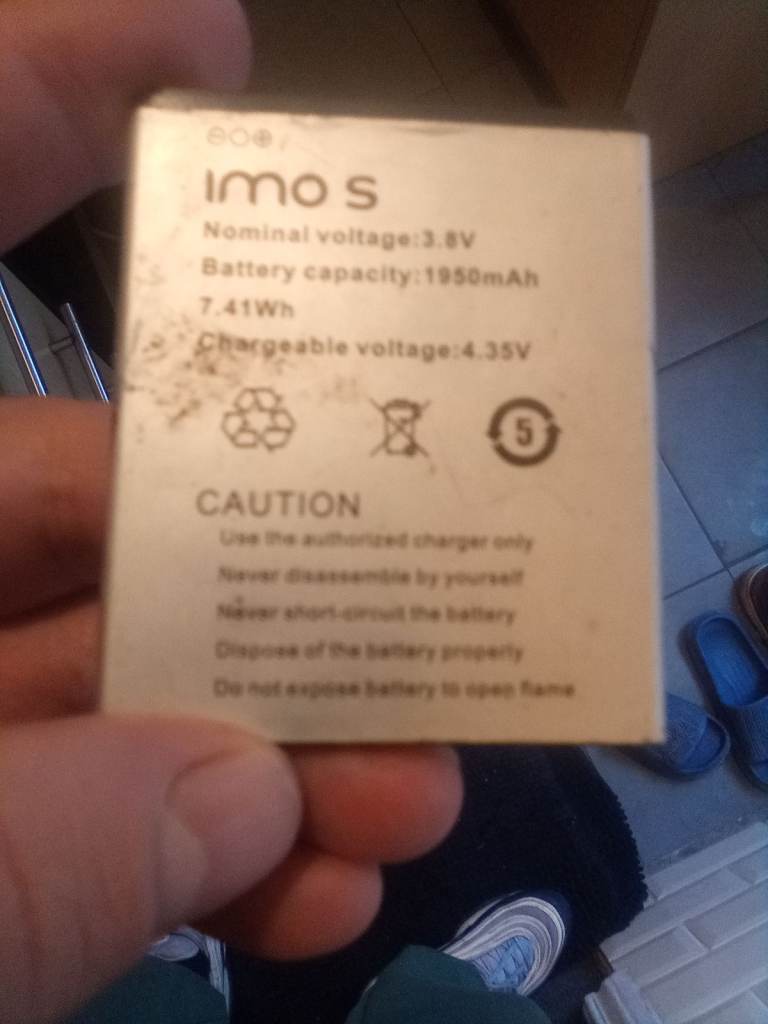 imo s
Nominal voltage:3.8V
Battery capacity:1950mAh
7.41Wh
Chargeable voltage:4.35V
5
CAUTION
Use the authorized charger only
Never disassemble by yourself
Never short-circuit the battery
Dispose of the battery properly
Do not expose battery to open flame